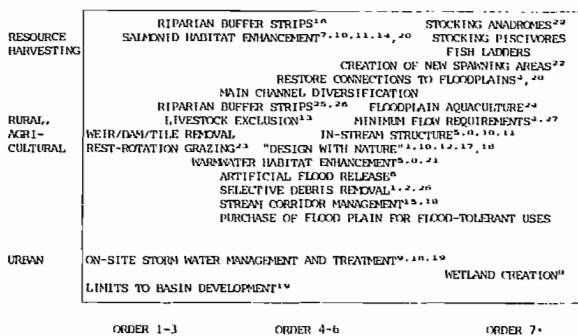 RIPARIAN BUFFER STRIPS¹⁶ STOCKING ANADROMES²²
RESOURCE SALMONID HABITAT ENHANCEMENT⁷,¹⁰,¹¹,¹⁴,²⁰ STOCKING PISCIVORES
HARVESTING FISH LADDERS
CREATION OF NEW SPAWNING AREAS²²
RESTORE CONNECTIONS TO FLOODPLAINS ,²⁰
MAIN CHANNEL DIVERSIFICATION
RIPARIAN BUFFER STRIPS²⁵,²⁶ FLOODPLAIN AQUACULTURE²⁴
RURAL, LIVESTOCK EXCLUSION¹³ MINIMUM FLOW REQUIREMENTS ,²⁷
AGRI- WEIR/DAM/TILE REMOVAL IN-STREAM STRUCTURE⁵,⁸,¹⁰,¹¹
CULTURAL REST-ROTATION GRAZING²³ "DESIGN WITH NATURE"¹,¹⁰,¹²,¹⁷,¹⁸
WARMWATER HABITAT ENHANCEMENT⁵,⁸,²¹
ARTIFICIAL FLOOD RELEASE⁶
SELECTIVE DEBRIS REMOVAL¹,²,²⁶
STREAM CORRIDOR MANAGEMENT¹⁵,¹⁸
PURCHASE OF FLOOD PLAIN FOR FLOOD-TOLERANT USES
URBAN ON-SITE STORM WATER MANAGEMENT AND TREATMENT⁹,¹⁸,¹⁹
WETLAND CREATION⁸
LIMITS TO BASIN DEVELOPMENT¹⁹
ORDER 1-3 ORDER 4-6 ORDER 7+